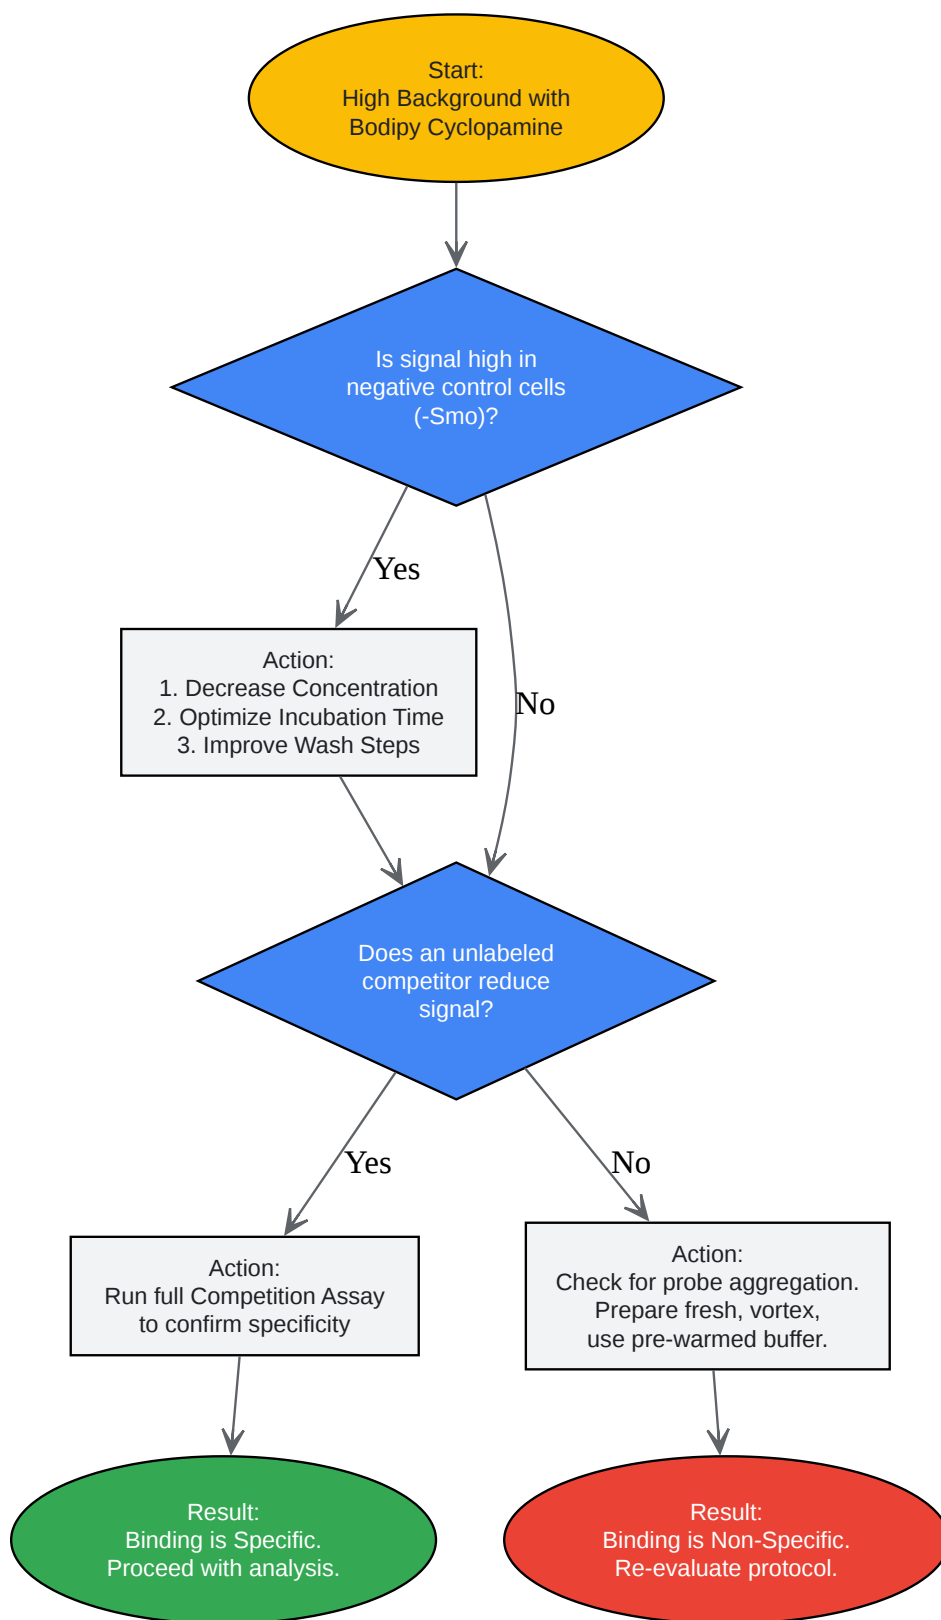 Start:
High Background with
Bodipy Cyclopamine
Is signal high in
negative control cells
(-Smo)?
Yes
Action:
1. Decrease Concentration
2. Optimize Incubation Time
3. Improve Wash Steps
No
Does an unlabeled
competitor reduce
signal?
Yes
No
Action:
Run full Competition Assay
to confirm specificity
Action:
Check for probe aggregation.
Prepare fresh, vortex,
use pre-warmed buffer.
Result:
Binding is Specific.
Proceed with analysis.
Result:
Binding is Non-Specific.
Re-evaluate protocol.